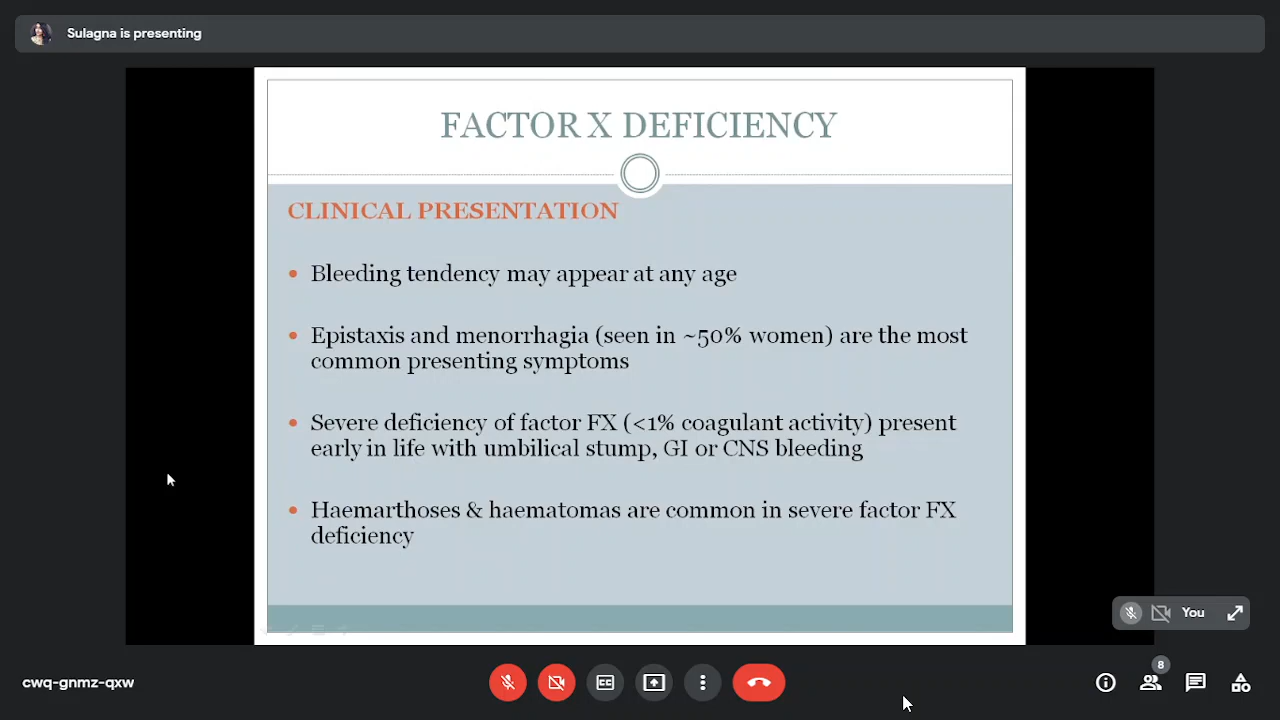 Sulagna is presenting
FACTOR X DEFICIENCY
CLINICAL PRESENTATION
• Bleeding tendency may appear at any age
• Epistaxis and menorrhagia (seen in ~50% women) are the most
common presenting symptoms
• Severe deficiency of factor FX (<1% coagulant activity) present
early in life with umbilical stump, GI or CNS bleeding
• Haemarthoses & haematomas are common in severe factor FX
deficiency
You
8
cwq-gnmz-qxw
CC